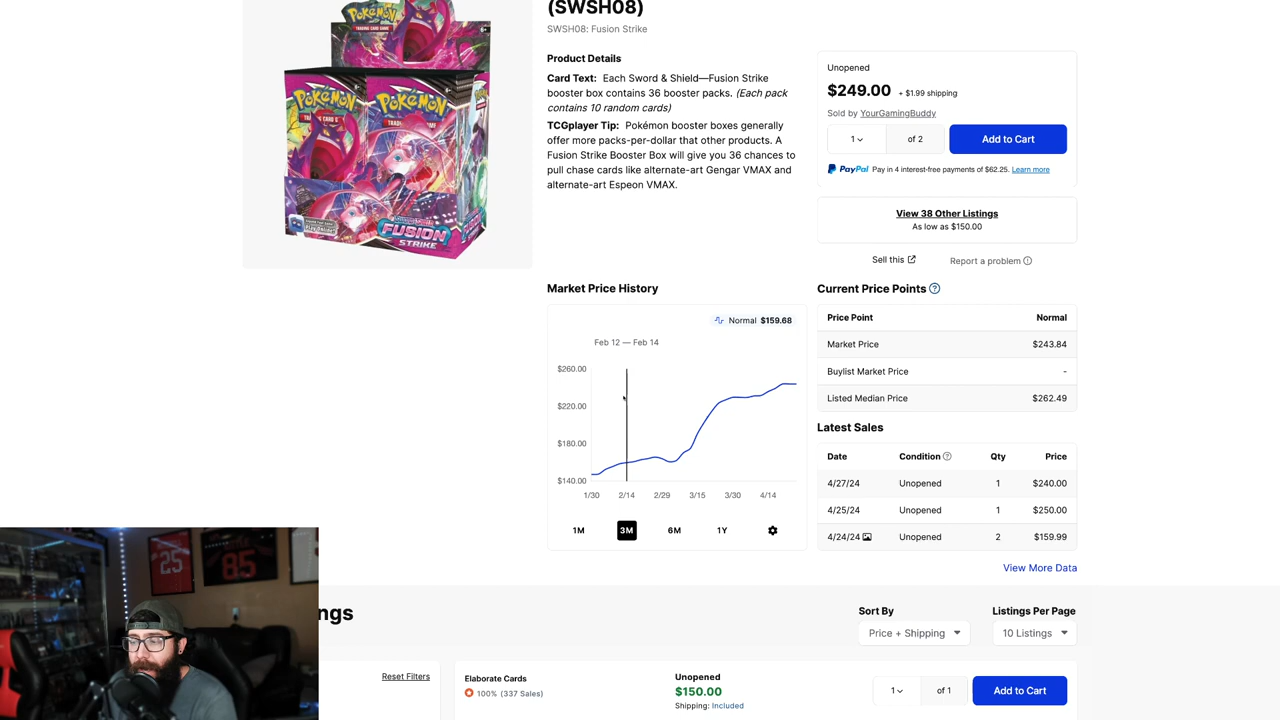 (SWSH08)
SWSH08: Fusion Strike
Product Details
Card Text: Each Sword & Shield—Fusion Strike
booster box contains 36 booster packs. (Each pack
contains 10 random cards)
TCGplayer Tip: Pokémon booster boxes generally
offer more packs-per-dollar that other products. A
Fusion Strike Booster Box will give you 36 chances to
pull chase cards like alternate-art Gengar VMAX and
alternate-art Espeon VMAX.
Unopened
$249.00 + $1.99 shipping
Sold by YourGamingBuddy
1 of 2 Add to Cart
PayPal Pay in 4 interest-free payments of $62.25. Learn more
View 38 Other Listings
As low as $150.00
Sell this Report a problem
Pokémon
Pokémon
Pokémon
FUSION
STRIKE
Market Price History
Normal $159.68
Feb 12 — Feb 14
$260.00
$220.00
$180.00
$140.00
1/30 2/14 2/29 3/15 3/30 4/14
1M 3M 6M 1Y
Current Price Points ?
Price Point Normal
Market Price $243.84
Buylist Market Price -
Listed Median Price $262.49
Latest Sales
Date Condition ? Qty Price
4/27/24 Unopened 1 $240.00
4/25/24 Unopened 1 $250.00
4/24/24 Unopened 2 $159.99
View More Data
25
85
ngs
Sort By Listings Per Page
Price + Shipping 10 Listings
Reset Filters
Elaborate Cards
100% (337 Sales)
Unopened
$150.00
Shipping: Included
1 of 1 Add to Cart